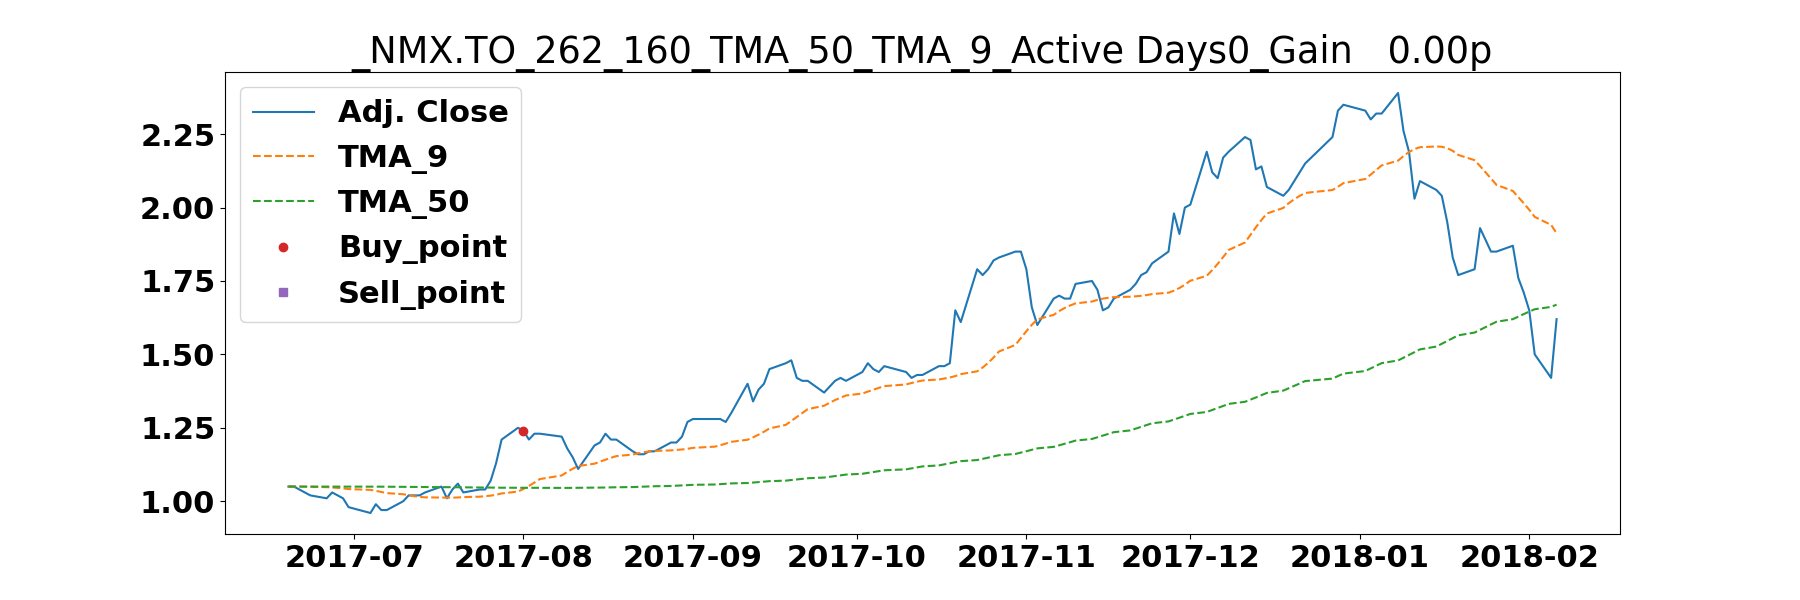 _NMX.TO_262_160_TMA_50_TMA_9_Active Days0_Gain   0.00p
Adj. Close
TMA_9
TMA_50
Buy_point
Sell_point
2.25
2.00
1.75
1.50
1.25
1.00
2017-07 2017-08 2017-09 2017-10 2017-11 2017-12 2018-01 2018-02